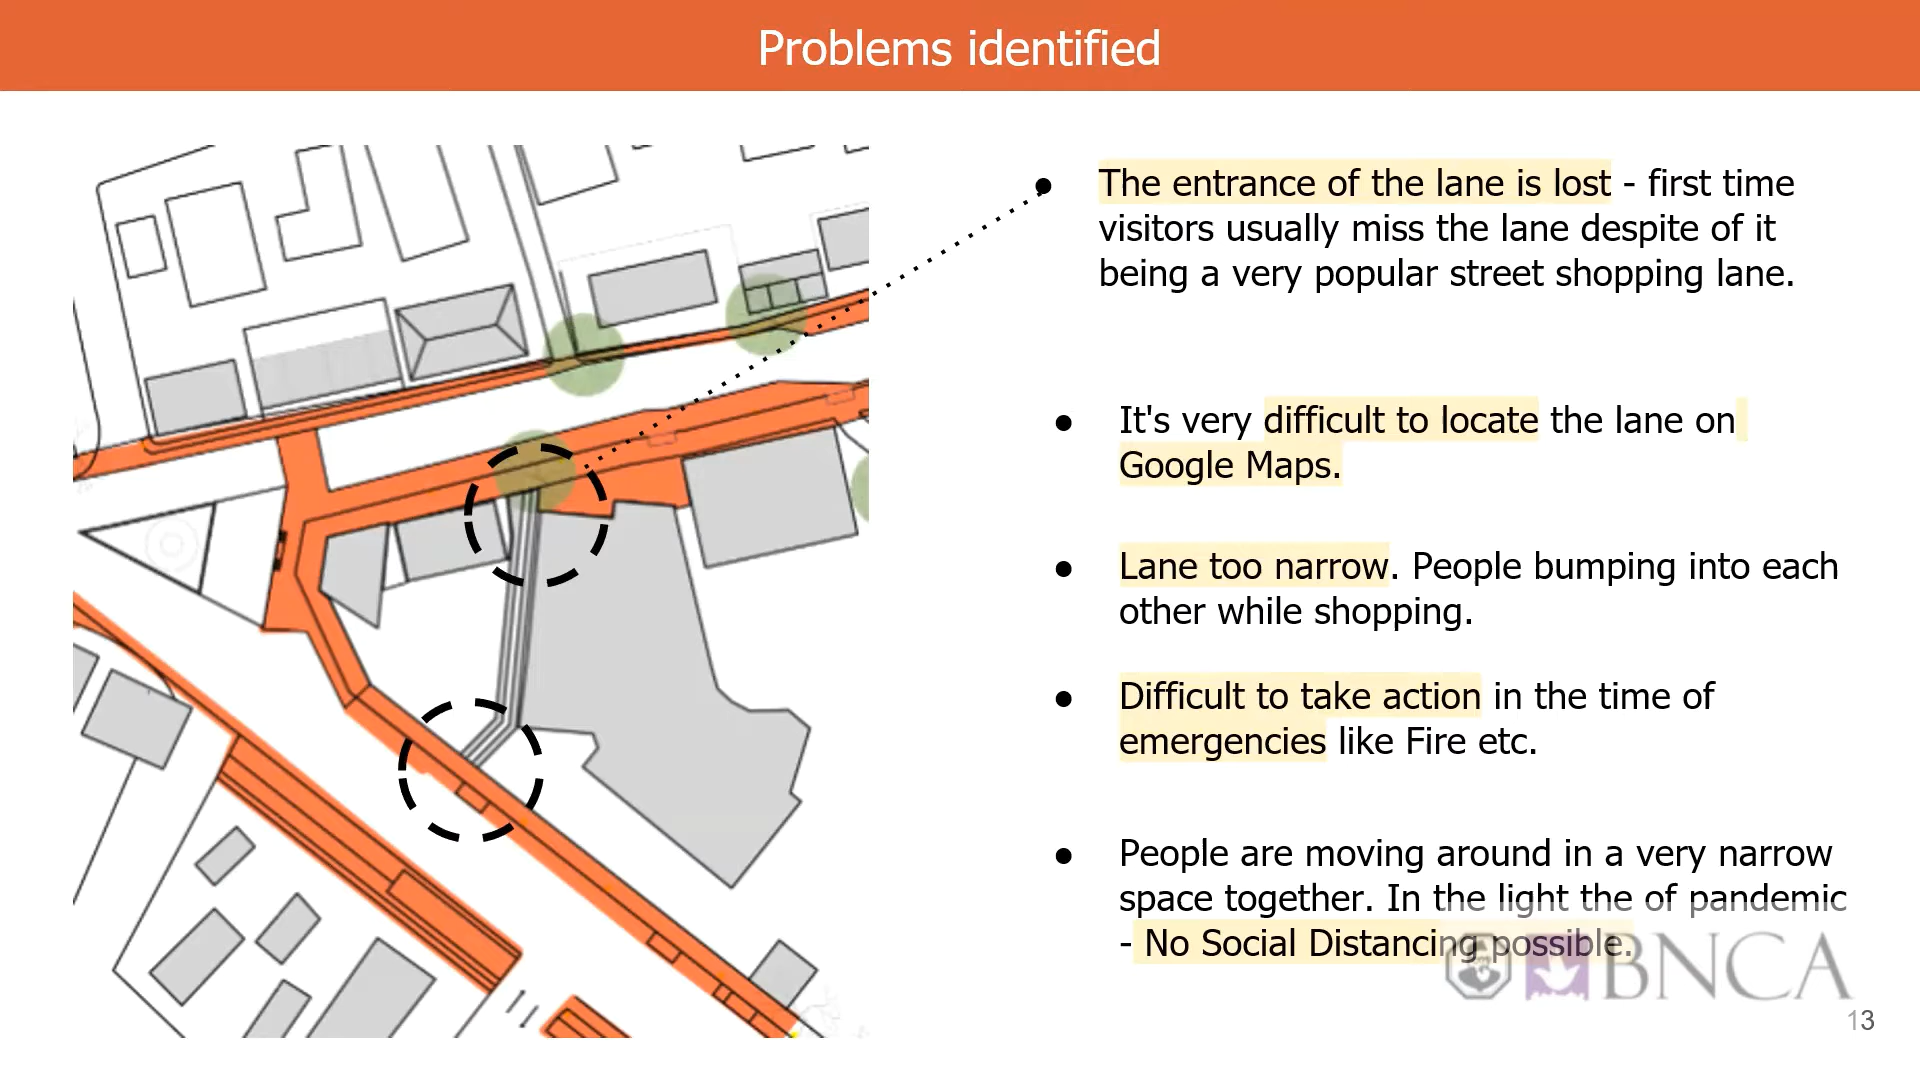 Problems identified
● The entrance of the lane is lost - first time
visitors usually miss the lane despite of it
being a very popular street shopping lane.
● It's very difficult to locate the lane on
Google Maps.
● Lane too narrow. People bumping into each
other while shopping.
● Difficult to take action in the time of
emergencies like Fire etc.
● People are moving around in a very narrow
space together. In the light the of pandemic
- No Social Distancing possible.
BNCA
13